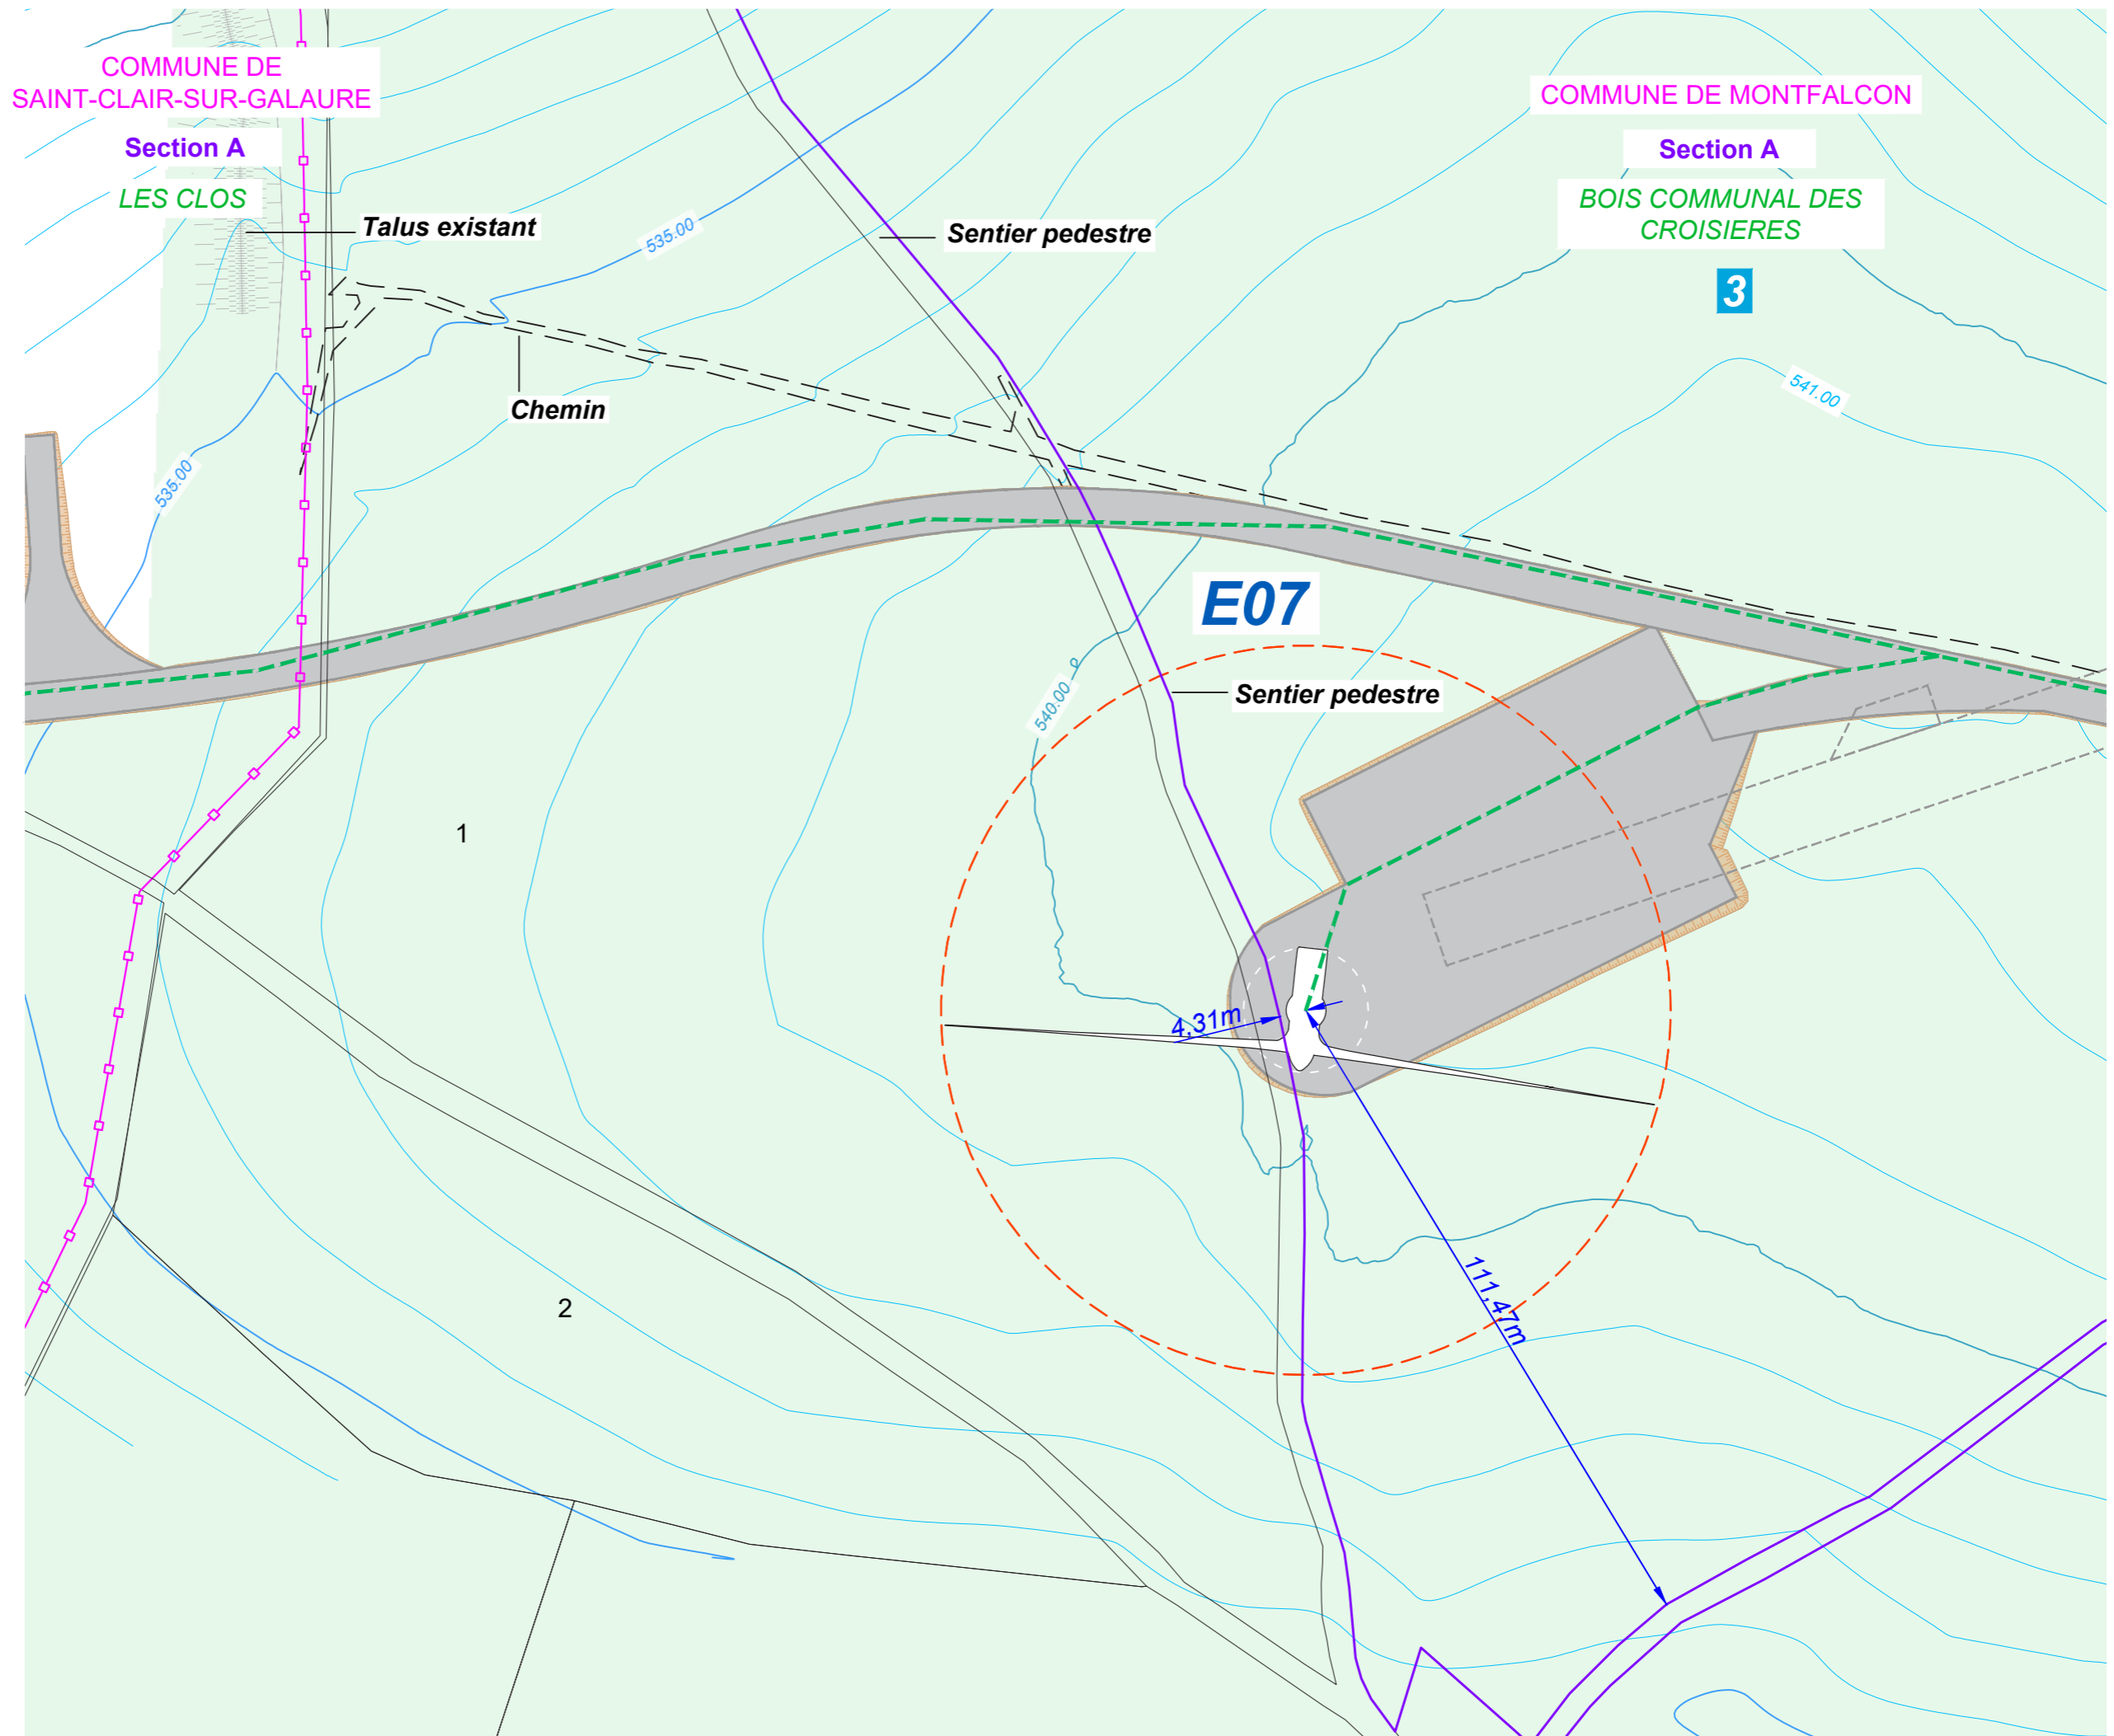 COMMUNE DE
SAINT-CLAIR-SUR-GALAURE
Section A
LES CLOS
Talus existant
535.00
Sentier pedestre
COMMUNE DE MONTFALCON
Section A
BOIS COMMUNAL DES
CROISIERES
3
541.00
Chemin
535.00
E07
Sentier pedestre
540.00
1
4,31m
111,47m
2